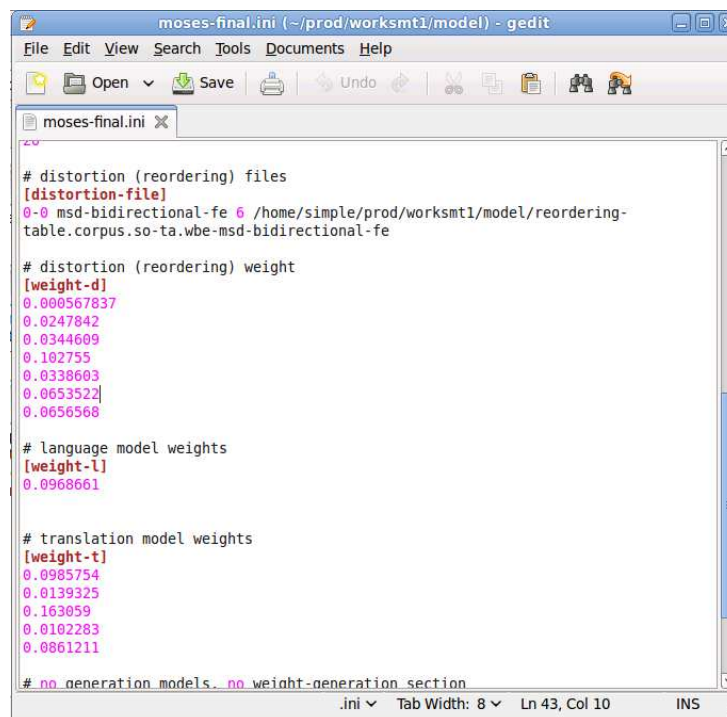 moses-final.ini (~/prod/worksmt1/model) - gedit
File Edit View Search Tools Documents Help
Open Save Undo
moses-final.ini
20
# distortion (reordering) files
[distortion-file]
0-0 msd-bidirectional-fe 6 /home/simple/prod/worksmt1/model/reordering-
table.corpus.so-ta.wbe-msd-bidirectional-fe
# distortion (reordering) weight
[weight-d]
0.000567837
0.0247842
0.0344609
0.102755
0.0338603
0.0653522
0.0656568
# language model weights
[weight-l]
0.0968661
# translation model weights
[weight-t]
0.0985754
0.0139325
0.163059
0.0102283
0.0861211
# no generation models, no weight-generation section
.ini Tab Width: 8 Ln 43, Col 10 INS